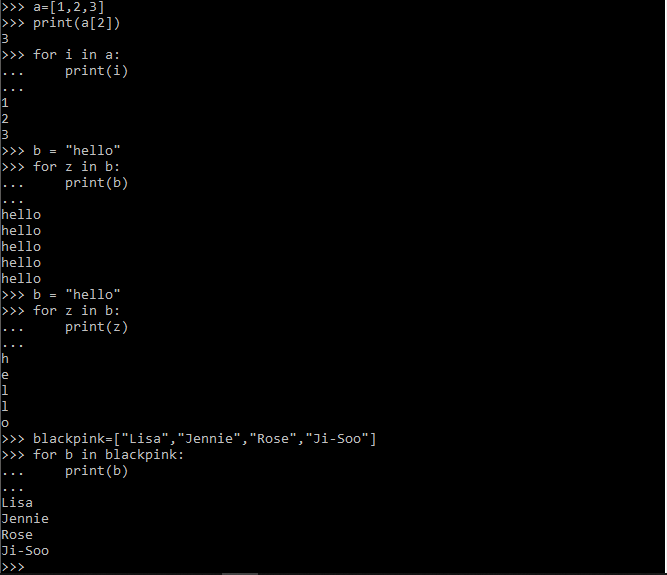 >>> a=[1,2,3]
>>> print(a[2])
3
>>> for i in a:
...     print(i)
...
1
2
3
>>> b = "hello"
>>> for z in b:
...     print(b)
...
hello
hello
hello
hello
hello
>>> b = "hello"
>>> for z in b:
...     print(z)
...
h
e
l
l
o
>>> blackpink=["Lisa","Jennie","Rose","Ji-Soo"]
>>> for b in blackpink:
...     print(b)
...
Lisa
Jennie
Rose
Ji-Soo
>>>